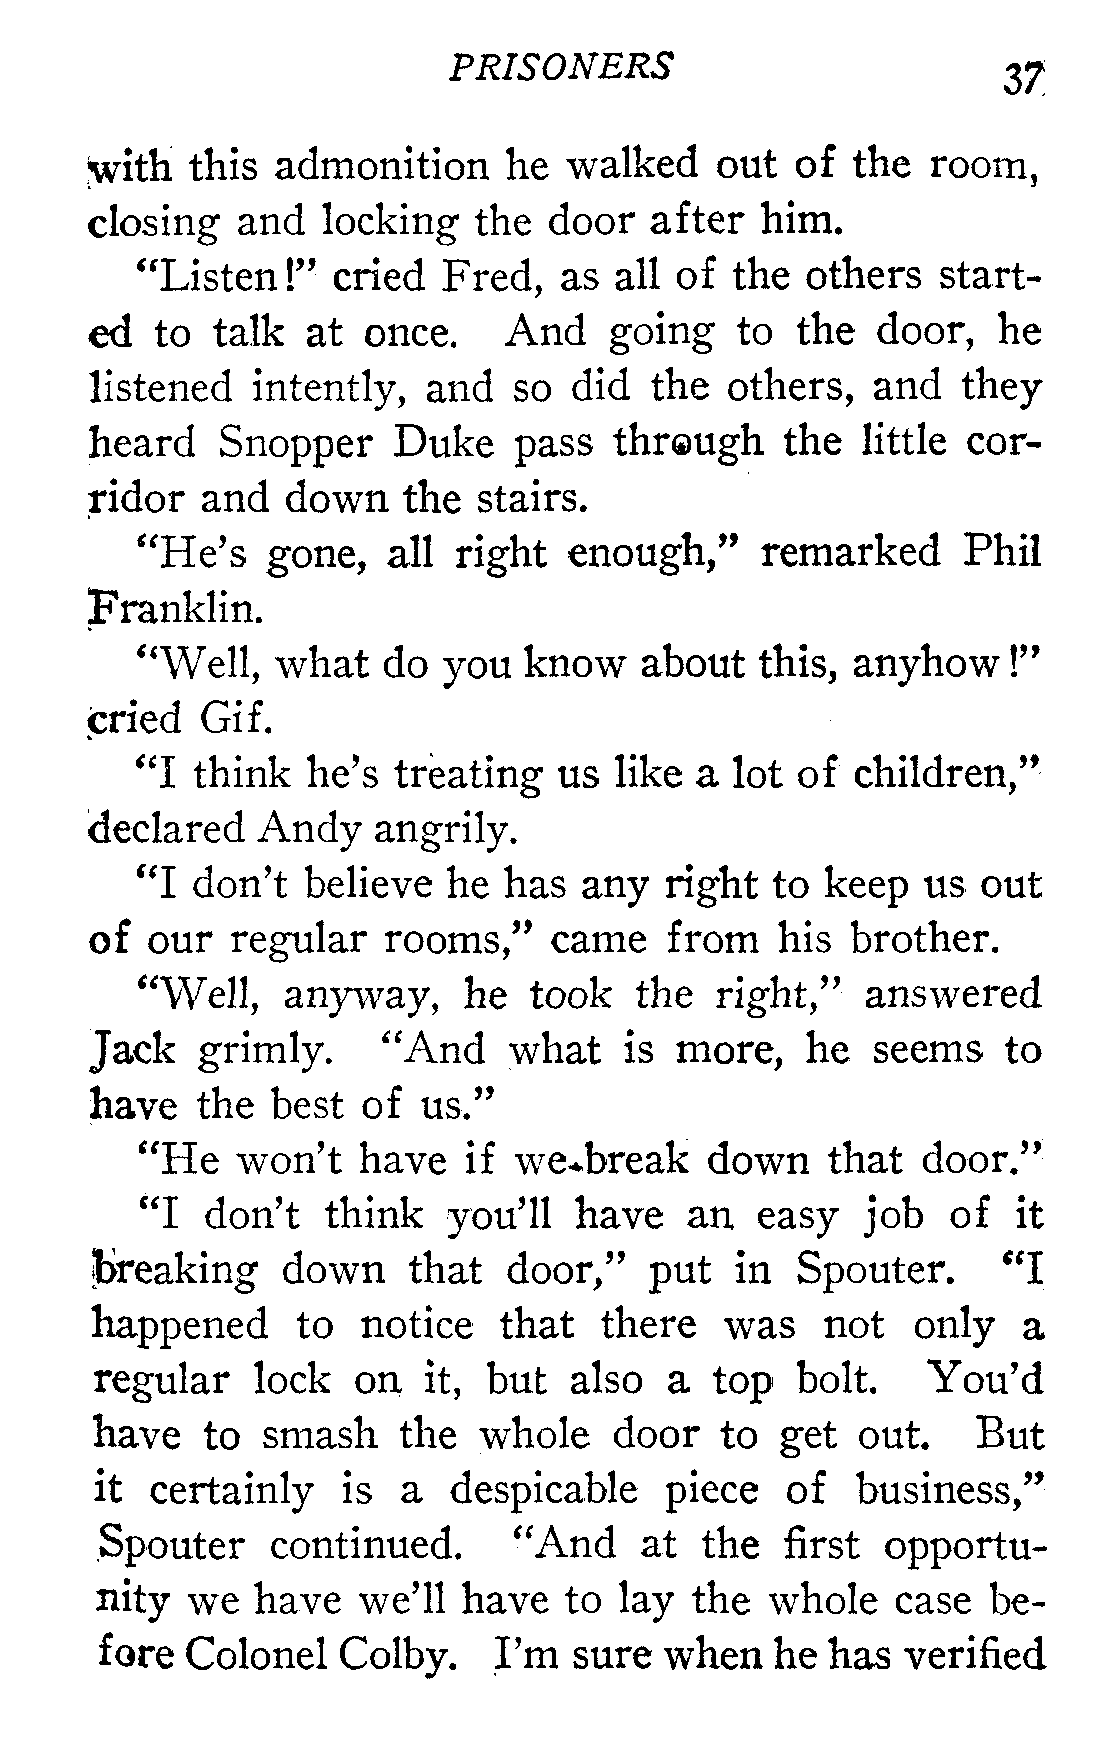 PRISONERS
37
with this admonition he walked out of the room,
closing and locking the door after him.
"Listen!" cried Fred, as all of the others start-
ed to talk at once. And going to the door, he
listened intently, and so did the others, and they
heard Snopper Duke pass through the little cor-
ridor and down the stairs.
"He's gone, all right enough," remarked Phil
Franklin.
"Well, what do you know about this, anyhow!"
cried Gif.
"I think he's treating us like a lot of children,"
declared Andy angrily.
"I don't believe he has any right to keep us out
of our regular rooms," came from his brother.
"Well, anyway, he took the right," answered
Jack grimly. "And what is more, he seems to
have the best of us."
"He won't have if we break down that door."
"I don't think you'll have an easy job of it
breaking down that door," put in Spouter. "I
happened to notice that there was not only a
regular lock on it, but also a top bolt. You'd
have to smash the whole door to get out. But
it certainly is a despicable piece of business,"
Spouter continued. "And at the first opportu-
nity we have we'll have to lay the whole case be-
fore Colonel Colby. I'm sure when he has verified